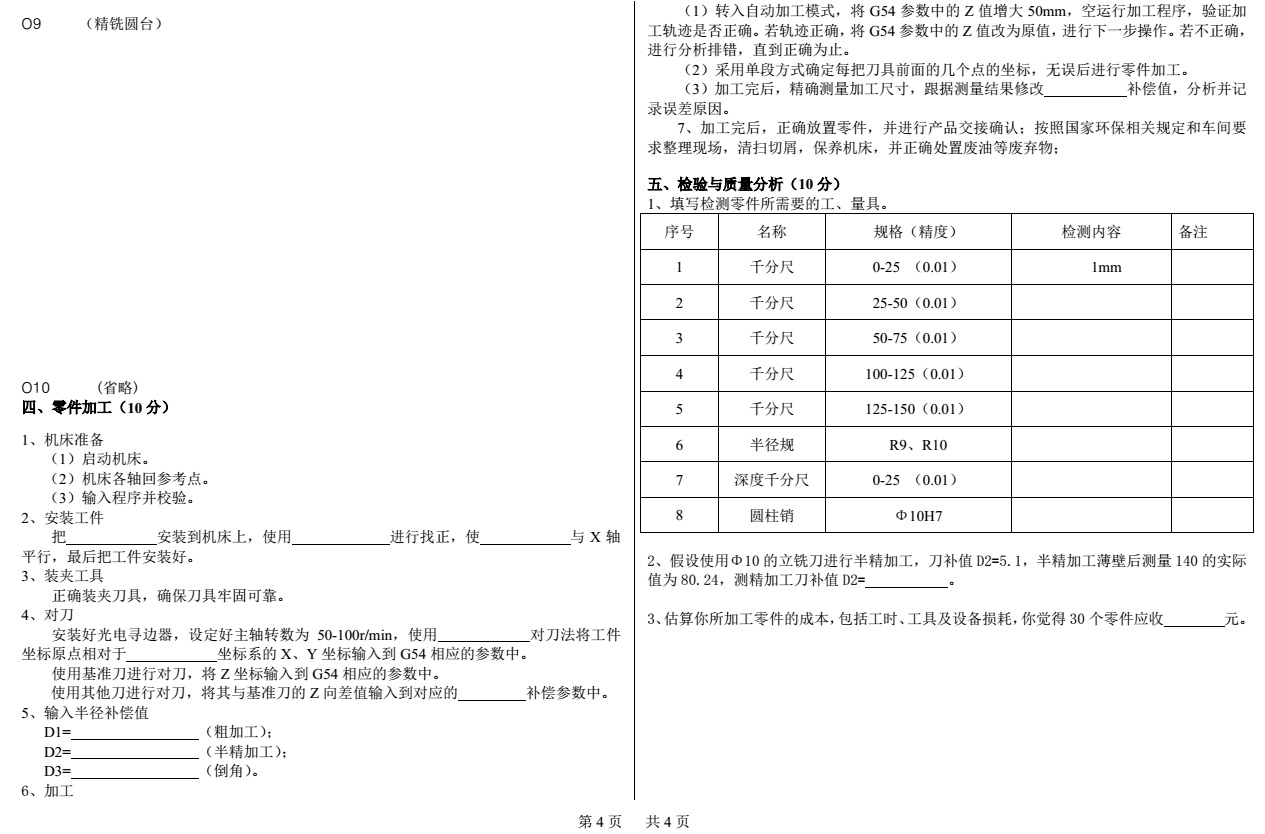 O9 （精铣圆台）
O10 （省略）
四、零件加工（10 分）
1、机床准备
（1）启动机床。
（2）机床各轴回参考点。
（3）输入程序并校验。
2、安装工件
把__________安装到机床上，使用__________进行找正，使__________与 X 轴
平行，最后把工件安装好。
3、装夹工具
正确装夹刀具，确保刀具牢固可靠。
4、对刀
安装好光电寻边器，设定好主轴转数为 50-100r/min，使用__________对刀法将工件
坐标原点相对于__________坐标系的 X、Y 坐标输入到 G54 相应的参数中。
使用基准刀进行对刀，将 Z 坐标输入到 G54 相应的参数中。
使用其他刀进行对刀，将其与基准刀的 Z 向差值输入到对应的________补偿参数中。
5、输入半径补偿值
D1=____________（粗加工）；
D2=____________（半精加工）；
D3=____________（倒角）。
6、加工
（1）转入自动加工模式，将 G54 参数中的 Z 值增大 50mm，空运行加工程序，验证加
工轨迹是否正确。若轨迹正确，将 G54 参数中的 Z 值改为原值，进行下一步操作。若不正确，
进行分析排错，直到正确为止。
（2）采用单段方式确定每把刀具前面的几个点的坐标，无误后进行零件加工。
（3）加工完后，精确测量加工尺寸，跟据测量结果修改__________补偿值，分析并记
录误差原因。
7、加工完后，正确放置零件，并进行产品交接确认；按照国家环保相关规定和车间要
求整理现场，清扫切屑，保养机床，并正确处置废油等废弃物；
五、检验与质量分析（10 分）
1、填写检测零件所需要的工、量具。
序号 名称 规格（精度） 检测内容 备注
1 千分尺 0-25 （0.01） 1mm
2 千分尺 25-50（0.01）
3 千分尺 50-75（0.01）
4 千分尺 100-125（0.01）
5 千分尺 125-150（0.01）
6 半径规 R9、R10
7 深度千分尺 0-25 （0.01）
8 圆柱销 Φ10H7
2、假设使用Φ10 的立铣刀进行半精加工，刀补值 D2=5.1，半精加工薄壁后测量 140 的实际
值为 80.24，测精加工刀补值 D2=__________。
3、估算你所加工零件的成本，包括工时、工具及设备损耗，你觉得 30 个零件应收________元。
第 4 页 共 4 页